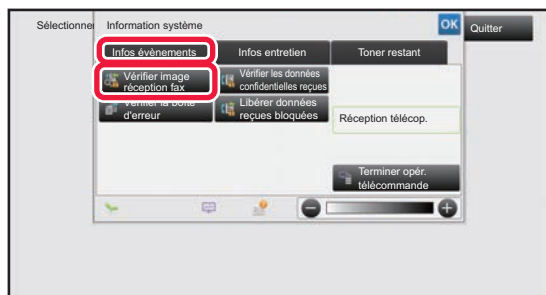 Sélectionne
Information système
OK
Quitter
Infos évènements
Infos entretien
Toner restant
Vérifier image
réception fax
Vérifier les données
confidentielles reçues
Vérifier la boîte
d'erreur
Libérer données
reçues bloquées
Réception télécop.
Terminer opér.
télécommande